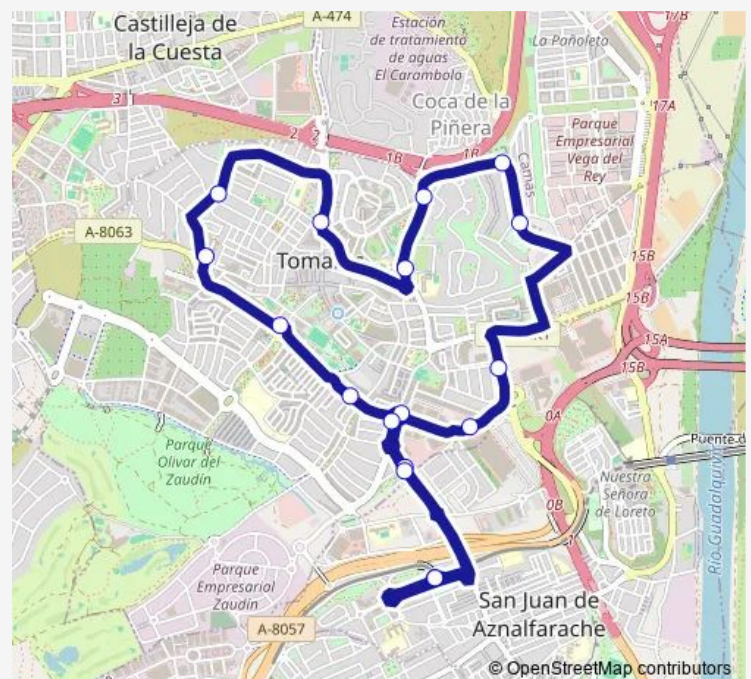 Castilleja de
la Cuesta
A-474
Estación
de tratamiento
de aguas
El Carambolo
La Pañoleta
17B
17A
Coca de la
Piñera
3
2
2
1B
1B
Camas
Parque
Empresarial
Vega del
Rey
A-8063
Toma
15B
15B
15A
15B
0A
0B
Parque
Olivar del
Zaudín
Puente d
Nuestra
Señora
de Loreto
Río Guadalqui
Parque
Empresarial
Zaudín
A-8057
San Juan de
Aznalfarache
© OpenStreetMap contributors